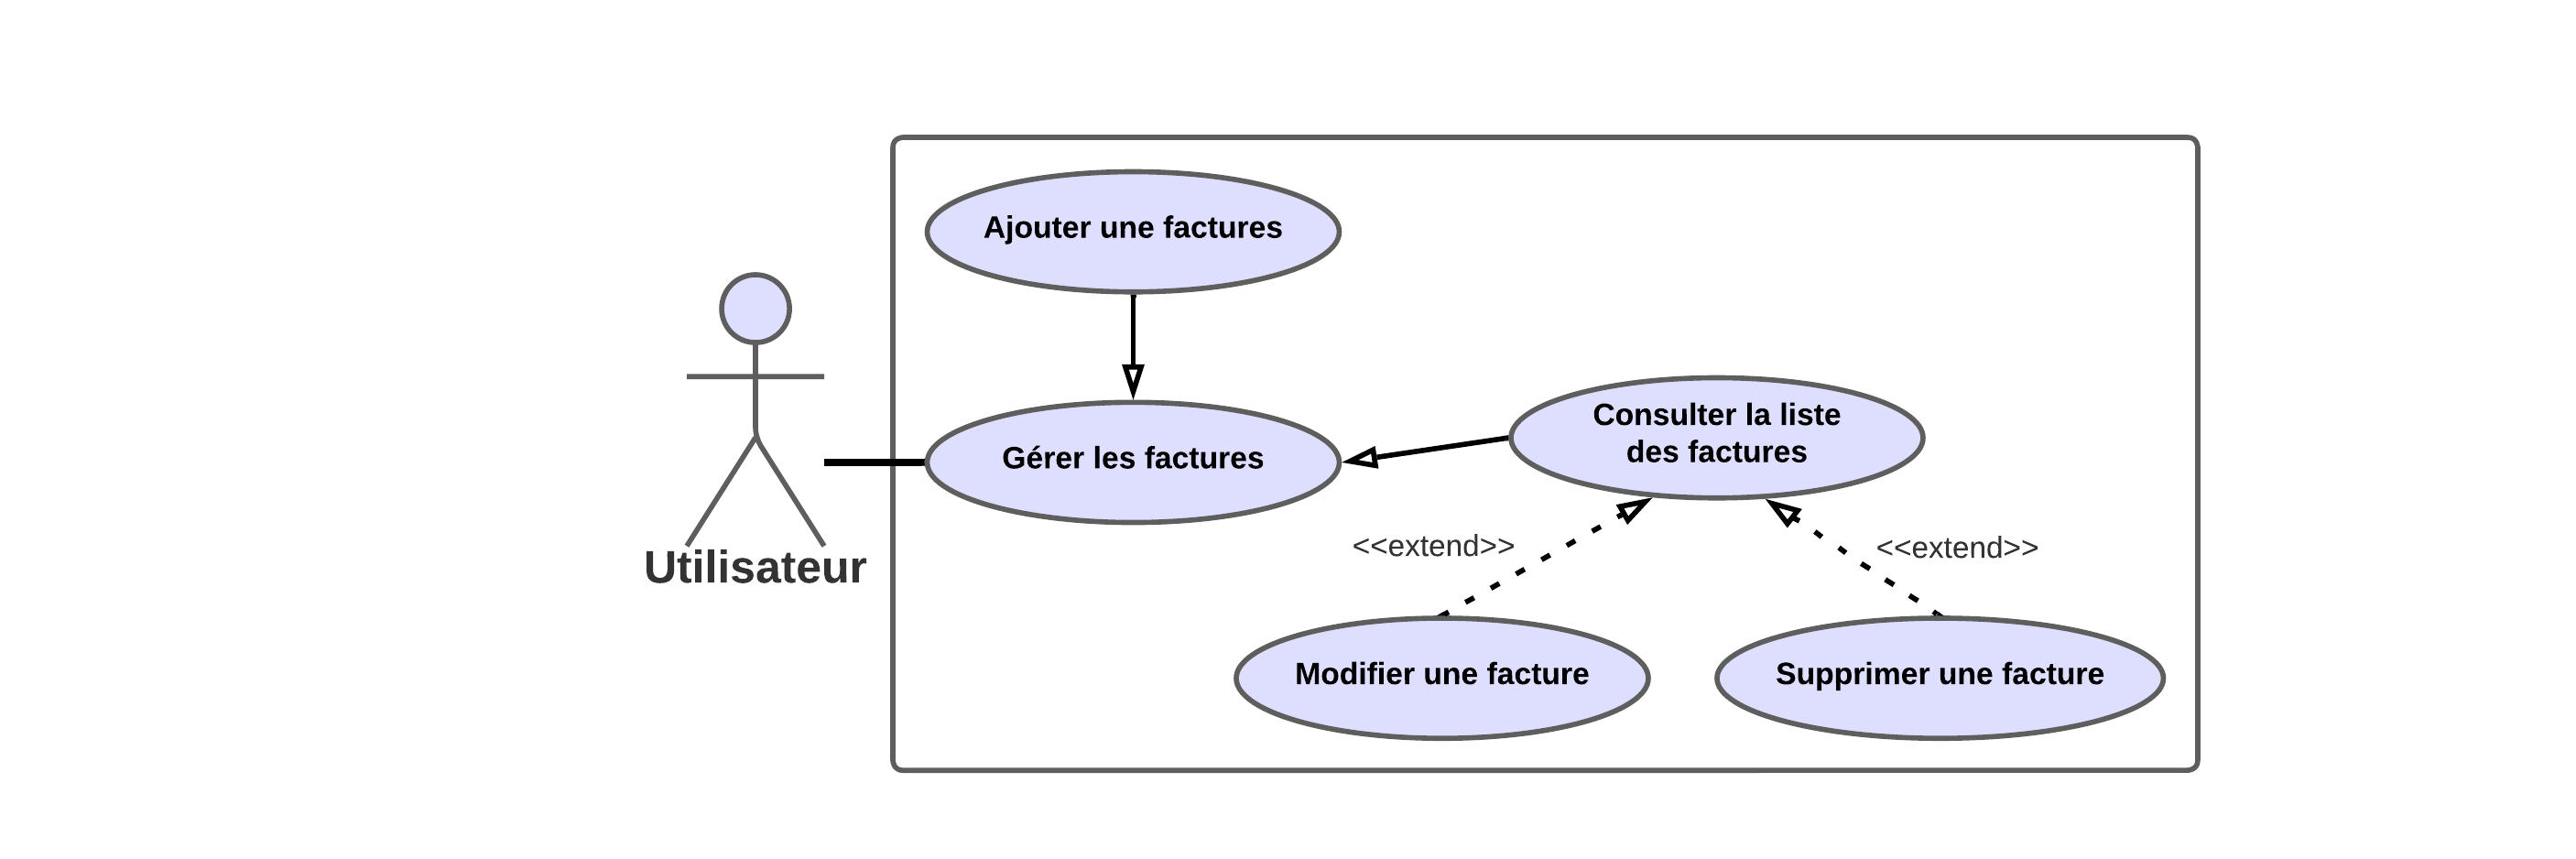 Ajouter une factures
Utilisateur
Gérer les factures
Consulter la liste
des factures
<<extend>>
<<extend>>
Modifier une facture
Supprimer une facture